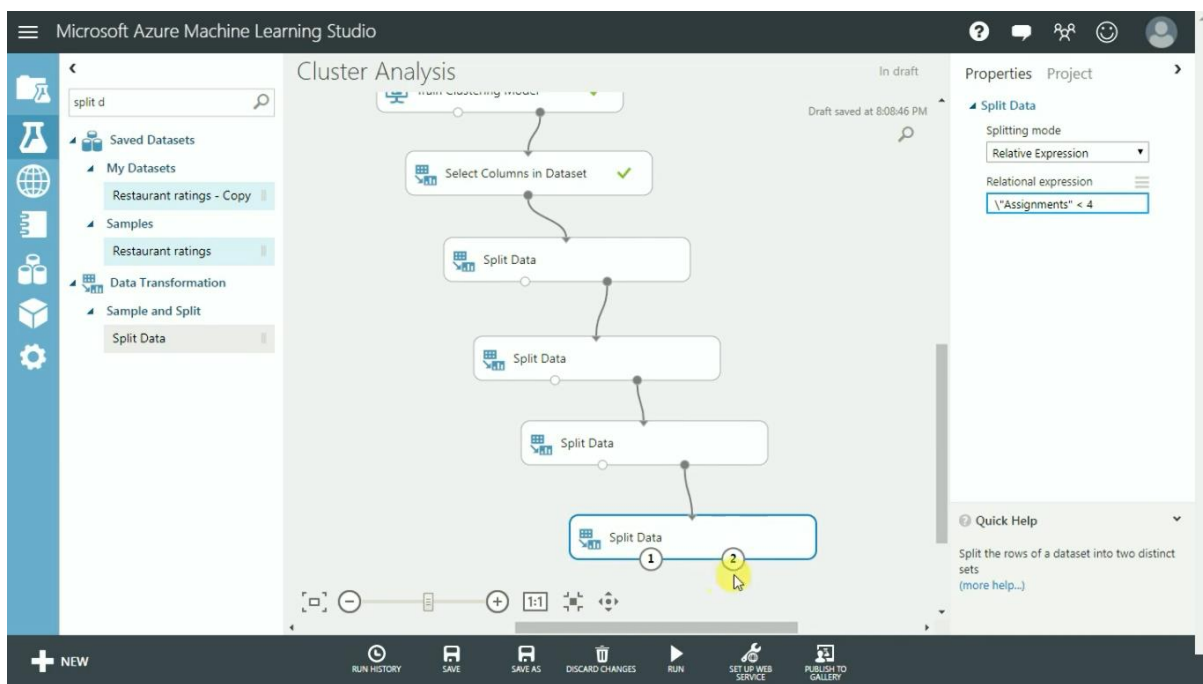 Microsoft Azure Machine Learning Studio
split d
Saved Datasets
My Datasets
Restaurant ratings - Copy
Samples
Restaurant ratings
Data Transformation
Sample and Split
Split Data
Cluster Analysis
In draft
Draft saved at 8:08:46 PM
Train Clustering Model
Select Columns in Dataset
Split Data
Split Data
Split Data
Split Data
1
2
1:1
Properties Project
Split Data
Splitting mode
Relative Expression
Relational expression
\"Assignments" < 4
Quick Help
Split the rows of a dataset into two distinct
sets
(more help...)
NEW
RUN HISTORY
SAVE
SAVE AS
DISCARD CHANGES
RUN
SET UP WEB
SERVICE
PUBLISH TO
GALLERY